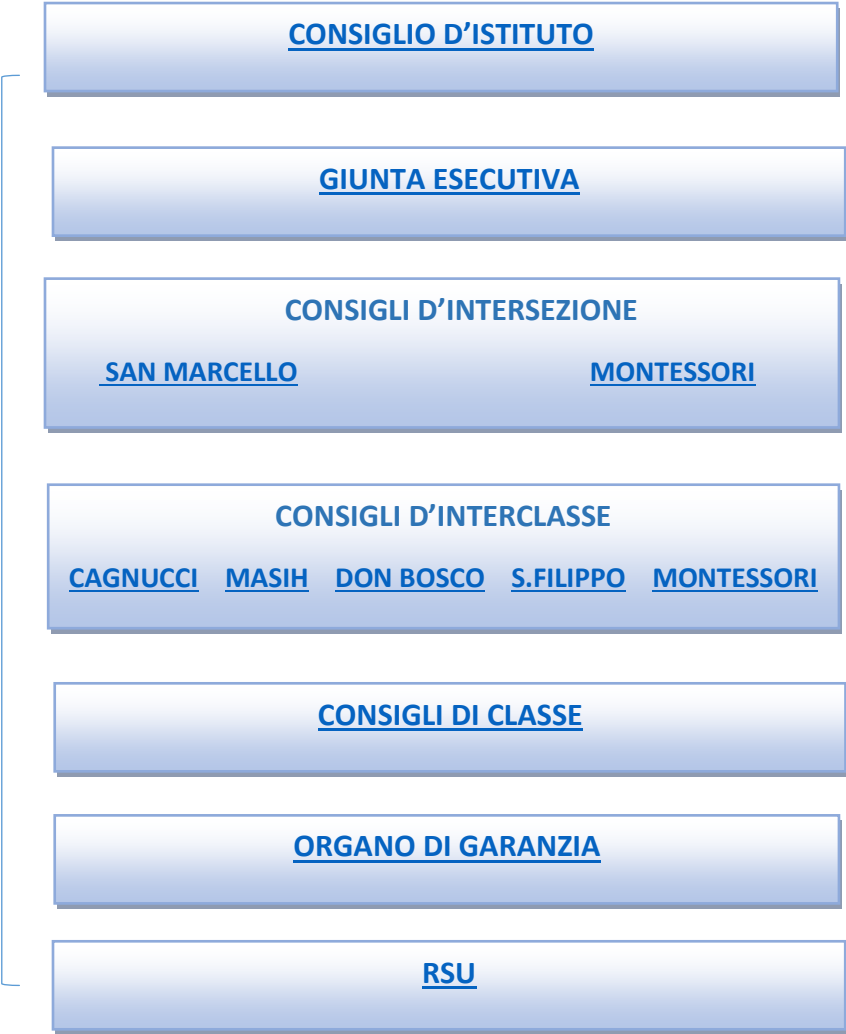 CONSIGLIO D’ISTITUTO
GIUNTA ESECUTIVA
CONSIGLI D’INTERSEZIONE
SAN MARCELLO MONTESSORI
CONSIGLI D’INTERCLASSE
CAGNUCCI MASIH DON BOSCO S.FILIPPO MONTESSORI
CONSIGLI DI CLASSE
ORGANO DI GARANZIA
RSU